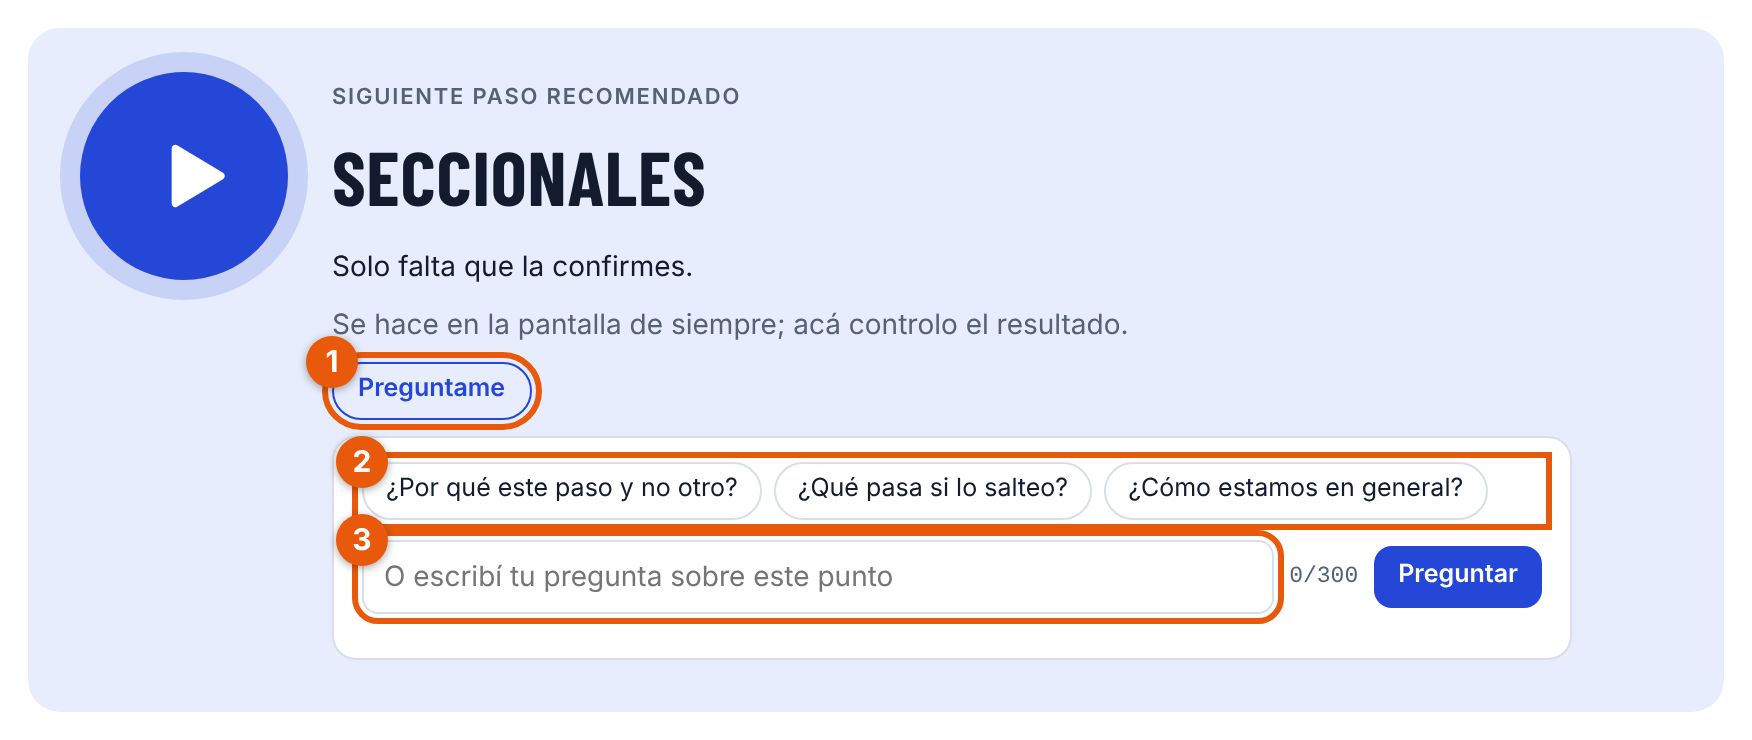 SIGUIENTE PASO RECOMENDADO
SECCIONALES
Solo falta que la confirmes.
Se hace en la pantalla de siempre; acá controlo el resultado.
1
Preguntame
2
¿Por qué este paso y no otro? ¿Qué pasa si lo salteo? ¿Cómo estamos en general?
3
O escribí tu pregunta sobre este punto 0/300 Preguntar